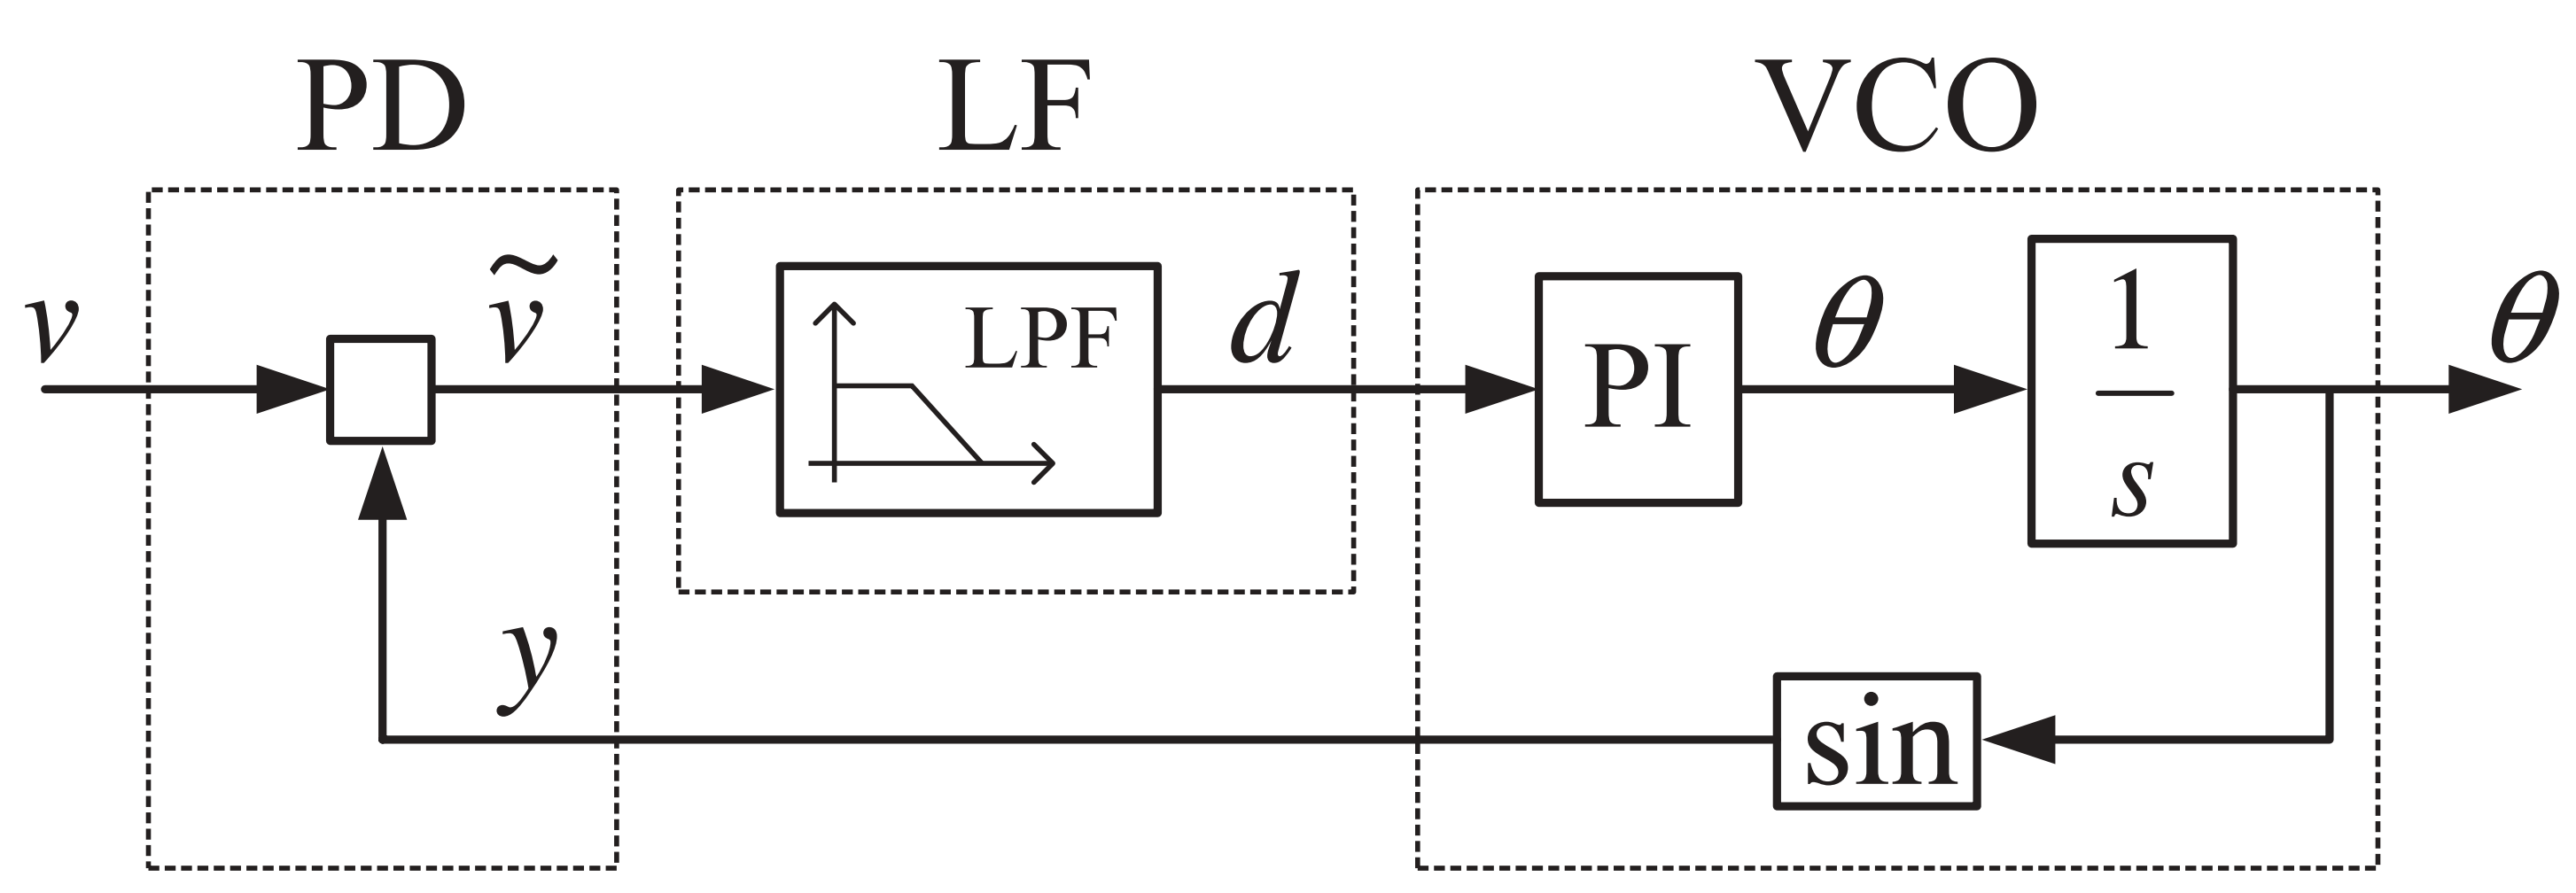 PD LF VCO
v ṽ LPF d PI θ 1/s θ
y sin